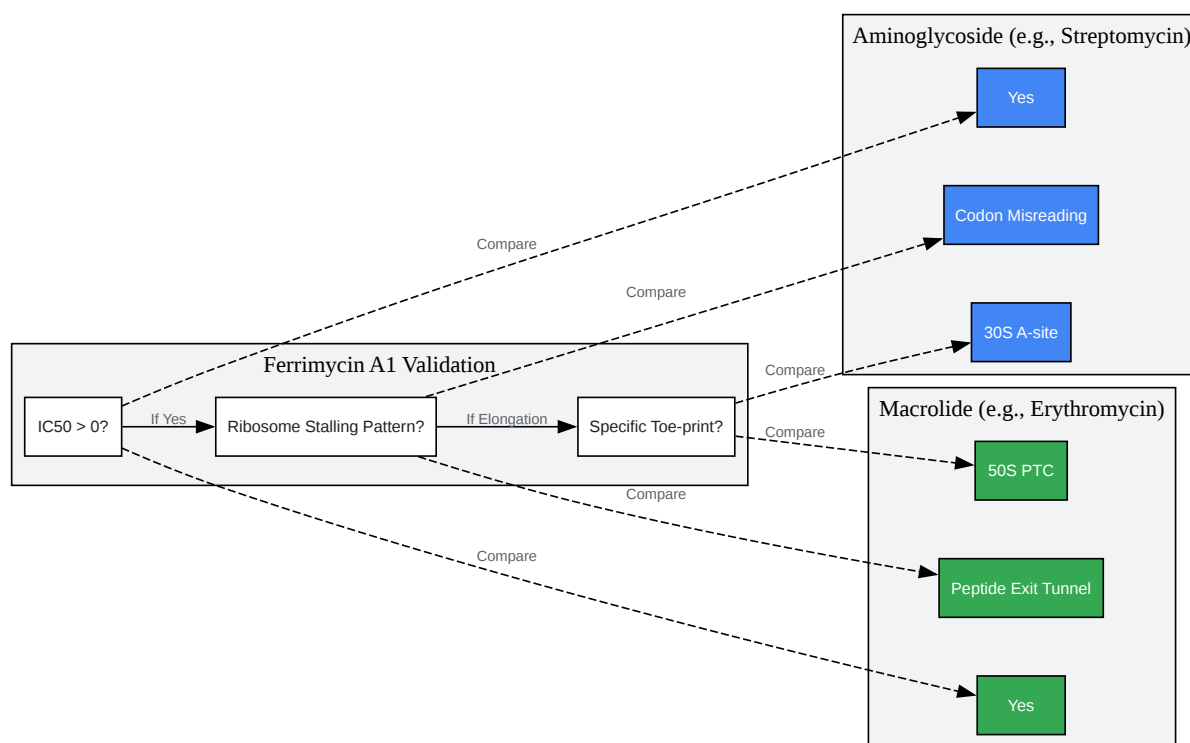 Aminoglycoside (e.g., Streptomycin)
Yes
Codon Misreading
30S A-site
Compare
Compare
Compare
Ferrimycin A1 Validation
IC50 > 0?
If Yes
Ribosome Stalling Pattern?
If Elongation
Specific Toe-print?
Macrolide (e.g., Erythromycin)
Compare
50S PTC
Compare
Peptide Exit Tunnel
Compare
Yes